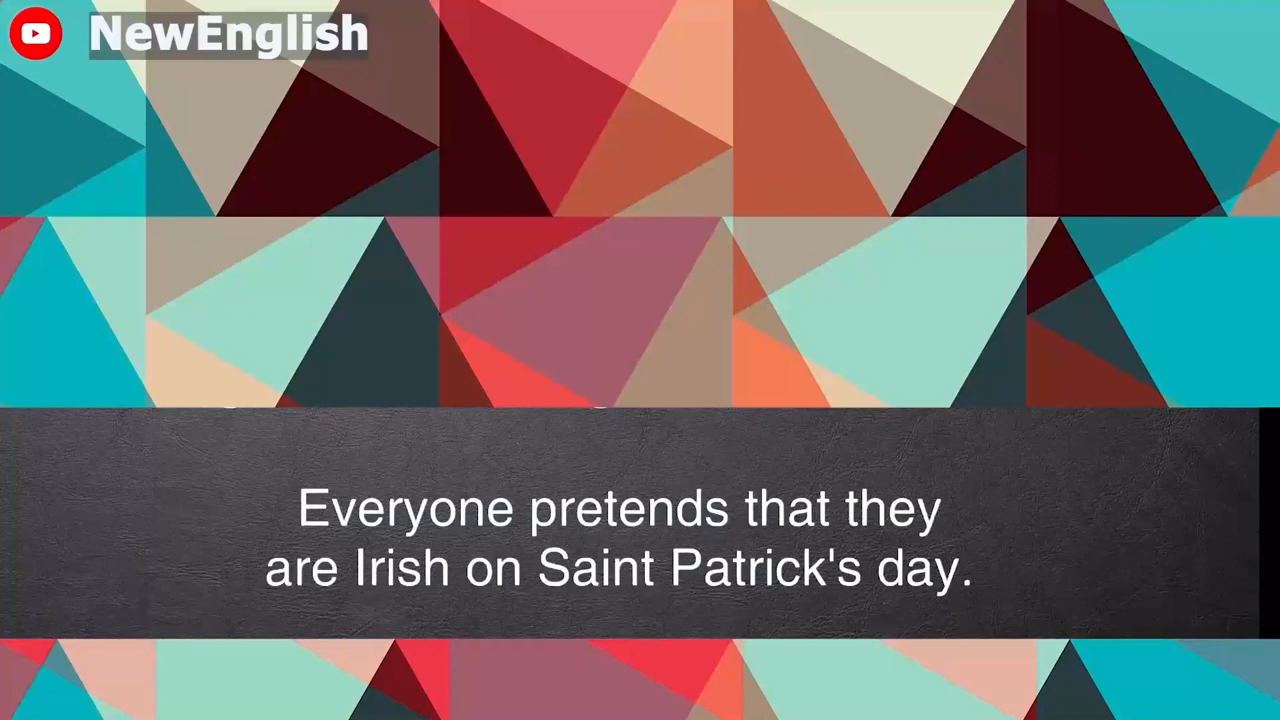 NewEnglish
Everyone pretends that they
are Irish on Saint Patrick's day.